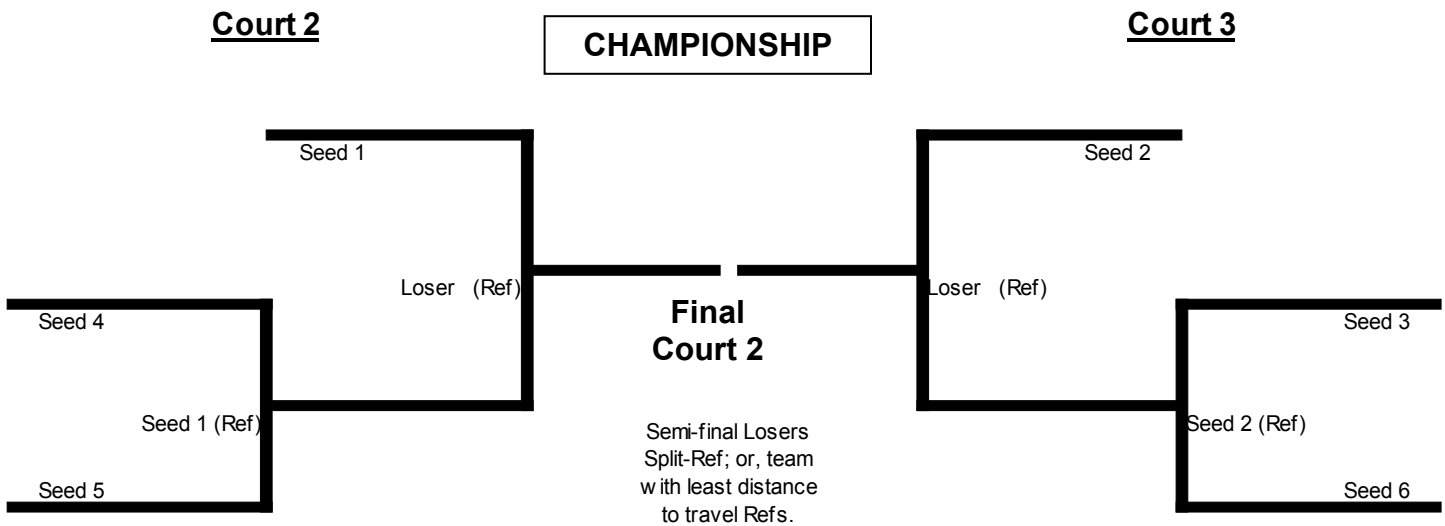 Court 2
CHAMPIONSHIP
Court 3
Seed 1
Seed 2
Loser (Ref)
Loser (Ref)
Final
Court 2
Seed 4
Seed 3
Seed 1 (Ref)
Seed 2 (Ref)
Semi-final Losers
Split-Ref; or, team
with least distance
to travel Refs.
Seed 5
Seed 6